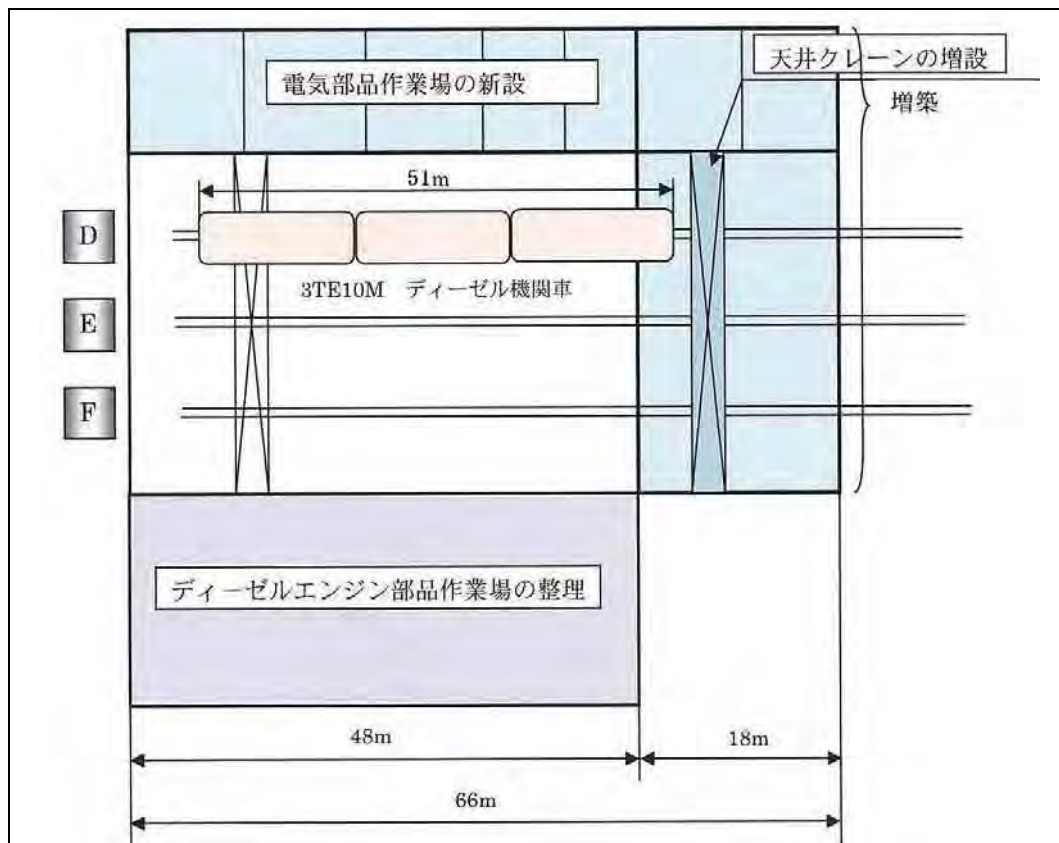 天井クレーンの増設
電気部品作業場の新設
増築
51m
D
3TE10M ディーゼル機関車
E
F
ディーゼルエンジン部品作業場の整理
48m
18m
66m